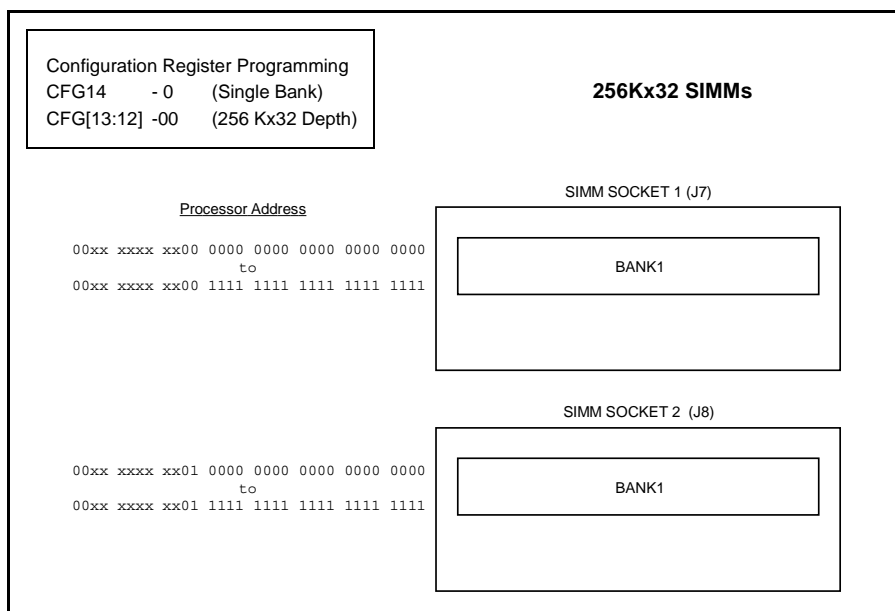 Configuration Register Programming
CFG14 - 0 (Single Bank)
CFG[13:12] -00 (256 Kx32 Depth)
256Kx32 SIMMs
Processor Address
SIMM SOCKET 1 (J7)
00xx xxxx xx00 0000 0000 0000 0000 0000
to
00xx xxxx xx00 1111 1111 1111 1111 1111
BANK1
SIMM SOCKET 2 (J8)
00xx xxxx xx01 0000 0000 0000 0000 0000
to
00xx xxxx xx01 1111 1111 1111 1111 1111
BANK1